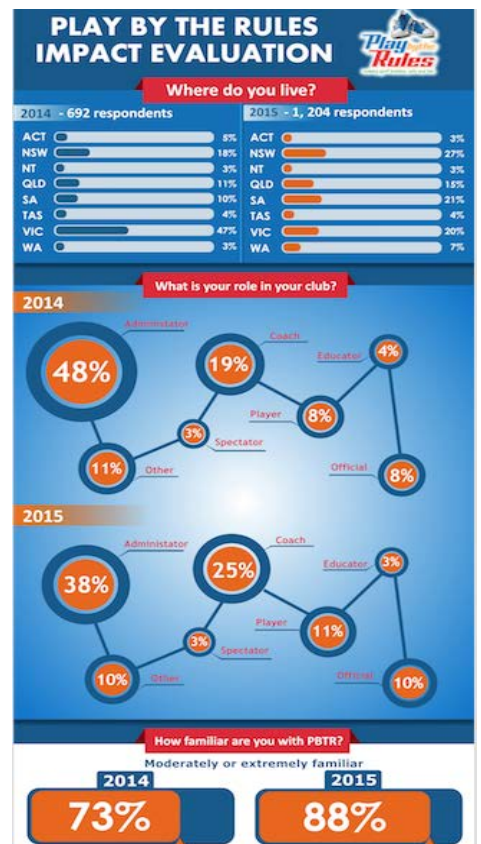 PLAY BY THE RULES
IMPACT EVALUATION
Play by the
Rules
Where do you live?
2014 - 692 respondents
ACT 5%
NSW 18%
NT 3%
QLD 11%
SA 10%
TAS 4%
VIC 47%
WA 3%
2015 - 1, 204 respondents
ACT 3%
NSW 27%
NT 3%
QLD 15%
SA 21%
TAS 4%
VIC 20%
WA 7%
What is your role in your club?
2014
Administator
48%
Coach
19%
Educator
4%
Player
8%
3%
Spectator
11%
Other
Official
8%
2015
Administator
38%
Coach
25%
Educator
3%
Player
11%
3%
Spectator
10%
Other
Official
10%
How familiar are you with PBTR?
Moderately or extremely familiar
2014
73%
2015
88%